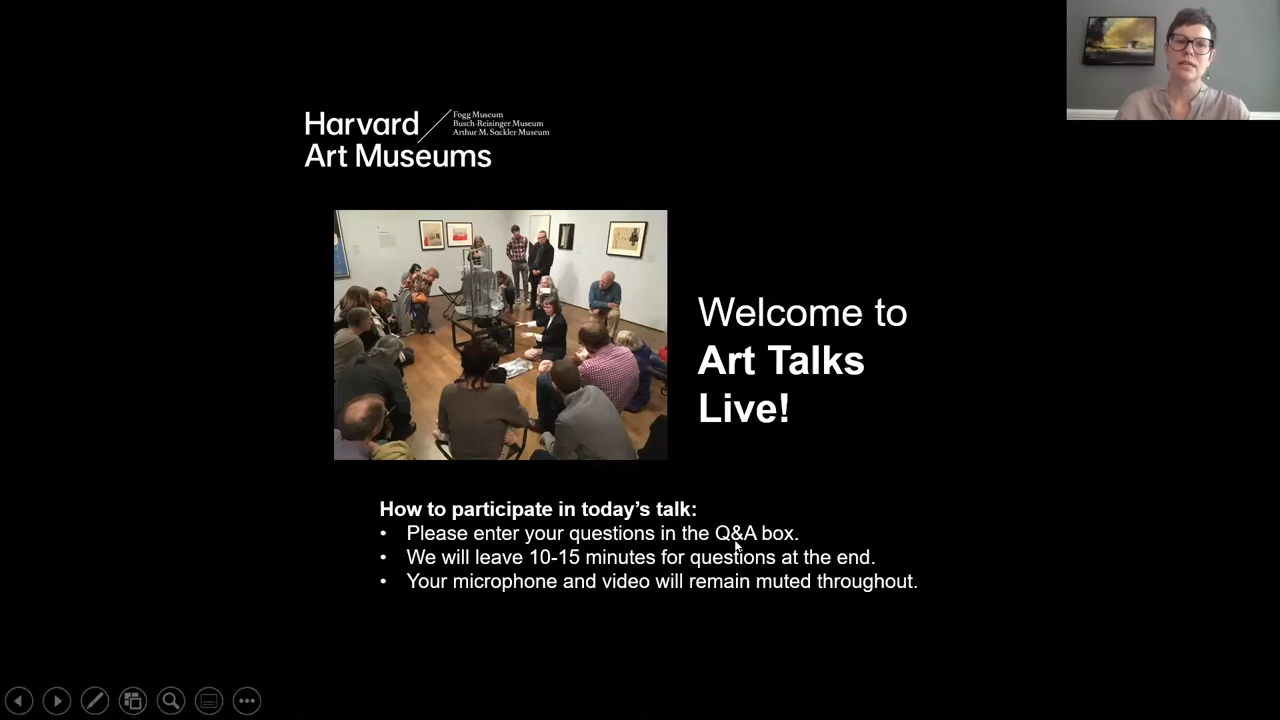 Harvard
Fogg Museum
Busch-Reisinger Museum
Arthur M. Sackler Museum
Art Museums
Welcome to
Art Talks
Live!
How to participate in today’s talk:
• Please enter your questions in the Q&A box.
• We will leave 10-15 minutes for questions at the end.
• Your microphone and video will remain muted throughout.